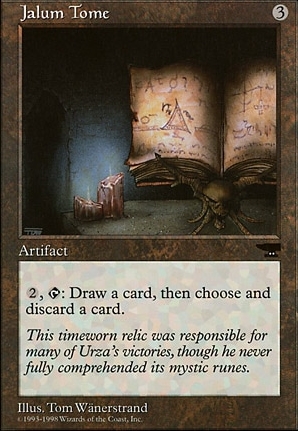 Jalum Tome 3
Artifact
2, T: Draw a card, then choose and
discard a card.
This timeworn relic was responsible for
many of Urza's victories, though he never
fully comprehended its mystic runes.
Illus. Tom Wänerstrand
©1993-1998 Wizards of the Coast, Inc.